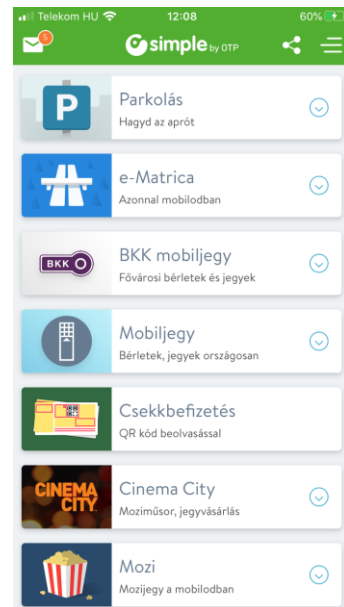 Telekom HU 12:08 60%
5 simple by OTP
P Parkolás
Hagyd az aprót
e-Matrica
Azonnal mobilodban
BKK BKK mobiljegy
Fővárosi bérletek és jegyek
Mobiljegy
Bérletek, jegyek országosan
Csekkbefizetés
QR kód beolvasással
CINEMA CITY Cinema City
Moziműsor, jegyvásárlás
Mozi
Mozijegy a mobilodban